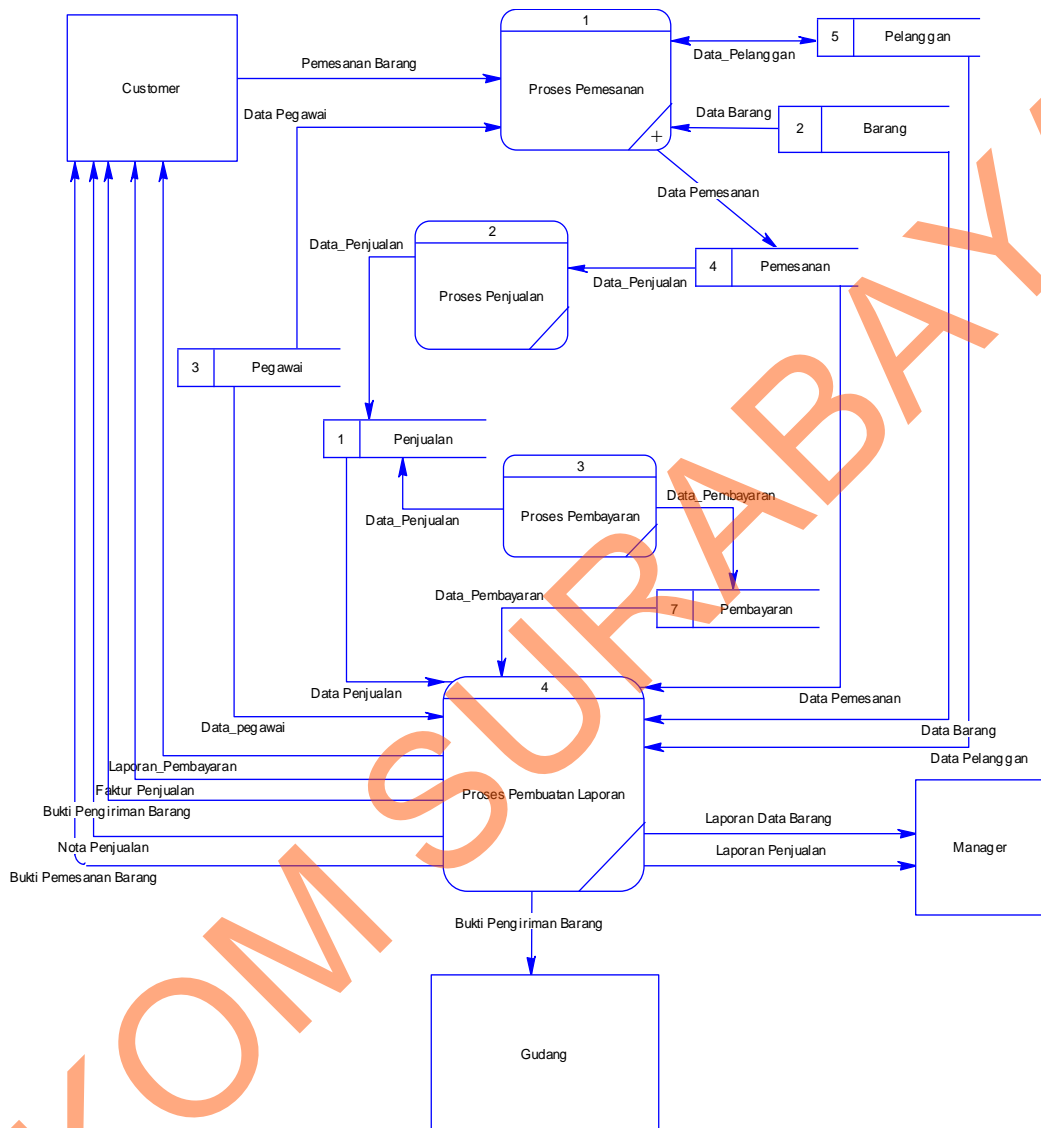 1
5
Pelanggan
Pemesanan Barang
Data_Pelanggan
Customer
Proses Pemesanan
Data Pegawai
Data Barang
2
Barang
+
Data Pemesanan
2
Data_Penjualan
4
Pemesanan
Data_Penjualan
Proses Penjualan
3
Pegawai
1
Penjualan
3
Data_Pembayaran
Data_Penjualan
Proses Pembayaran
Data_Pembayaran
7
Pembayaran
4
Data Penjualan
Data Pemesanan
Data_pegawai
Data Barang
Data Pelanggan
Laporan_Pembayaran
Faktur Penjualan
Proses Pembuatan Laporan
Bukti Pengiriman Barang
Laporan Data Barang
Nota Penjualan
Laporan Penjualan
Manager
Bukti Pemesanan Barang
Bukti Pengiriman Barang
Gudang
KOM SURABAY